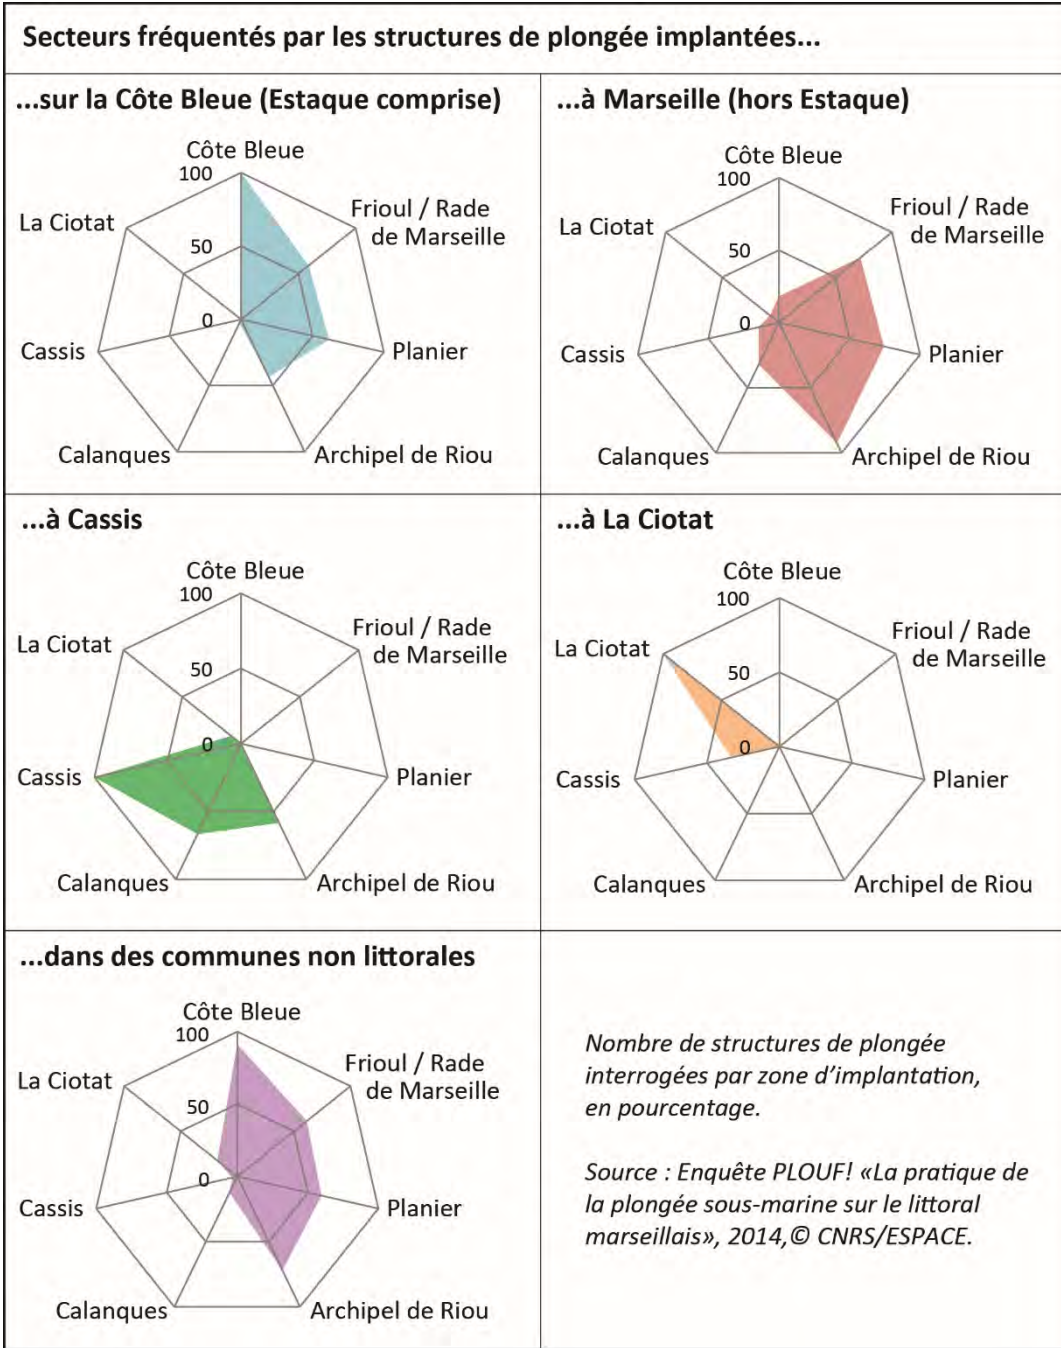 Secteurs fréquentés par les structures de plongée implantées...
...sur la Côte Bleue (Estaque comprise)
Côte Bleue
100
Frioul / Rade
de Marseille
La Ciotat
50
0
Cassis
Planier
Calanques
Archipel de Riou
...à Marseille (hors Estaque)
Côte Bleue
100
Frioul / Rade
de Marseille
La Ciotat
50
0
Cassis
Planier
Calanques
Archipel de Riou
...à Cassis
Côte Bleue
100
Frioul / Rade
de Marseille
La Ciotat
50
0
Cassis
Planier
Calanques
Archipel de Riou
...à La Ciotat
Côte Bleue
100
Frioul / Rade
de Marseille
La Ciotat
50
0
Cassis
Planier
Calanques
Archipel de Riou
...dans des communes non littorales
Côte Bleue
100
Frioul / Rade
de Marseille
La Ciotat
50
0
Cassis
Planier
Calanques
Archipel de Riou
Nombre de structures de plongée
interrogées par zone d'implantation,
en pourcentage.
Source : Enquête PLOUF! «La pratique de
la plongée sous-marine sur le littoral
marseillais», 2014,© CNRS/ESPACE.